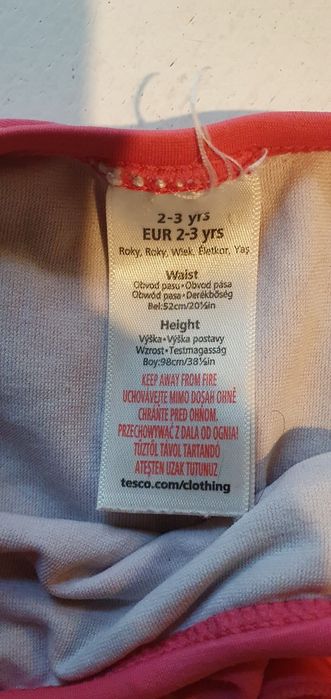 2-3 yrs
EUR 2-3 yrs
Roky, Roky, Wiek, Életkor, Yaş
Waist
Obvod pasu•Obvod pása
Obwód pasa•Derékbőség
Bel:52cm/20½in
Height
Výška•Výška postavy
Wzrost•Testmagasság
Boy:98cm/38½in
KEEP AWAY FROM FIRE
UCHOVÁVEJTE MIMO DOSAH OHNĚ
CHRÁŇTE PRED OHŇOM.
PRZECHOWYWAĆ Z DALA OD OGNIA!
TŰZTŐL TÁVOL TARTANDÓ
ATEŞTEN UZAK TUTUNUZ
tesco.com/clothing